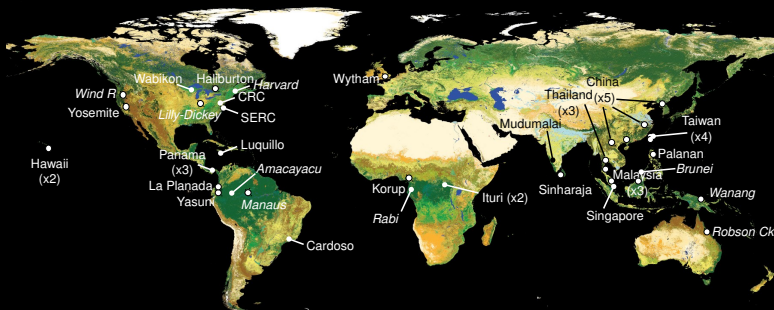 Wabikon
Haliburton
Harvard
Wind R
CRC
Yosemite
Lilly-Dickey
SERC
Wytham
China
(x5)
Thailand
(x3)
Mudumalai
Taiwan
(x4)
Hawaii
(x2)
Panama
(x3)
Luquillo
Amacayacu
La Planada
Yasuni
Manaus
Cardoso
Korup
Rabi
Ituri (x2)
Sinharaja
Palanan
Malaysia
(x3)
Brunei
Singapore
Wanang
Robson Ck